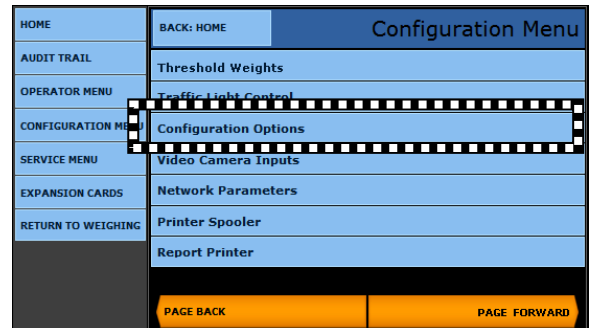 HOME
AUDIT TRAIL
OPERATOR MENU
CONFIGURATION MENU
SERVICE MENU
EXPANSION CARDS
RETURN TO WEIGHING
BACK: HOME
Configuration Menu
Threshold Weights
Traffic Light Control
Configuration Options
Video Camera Inputs
Network Parameters
Printer Spooler
Report Printer
PAGE BACK
PAGE FORWARD